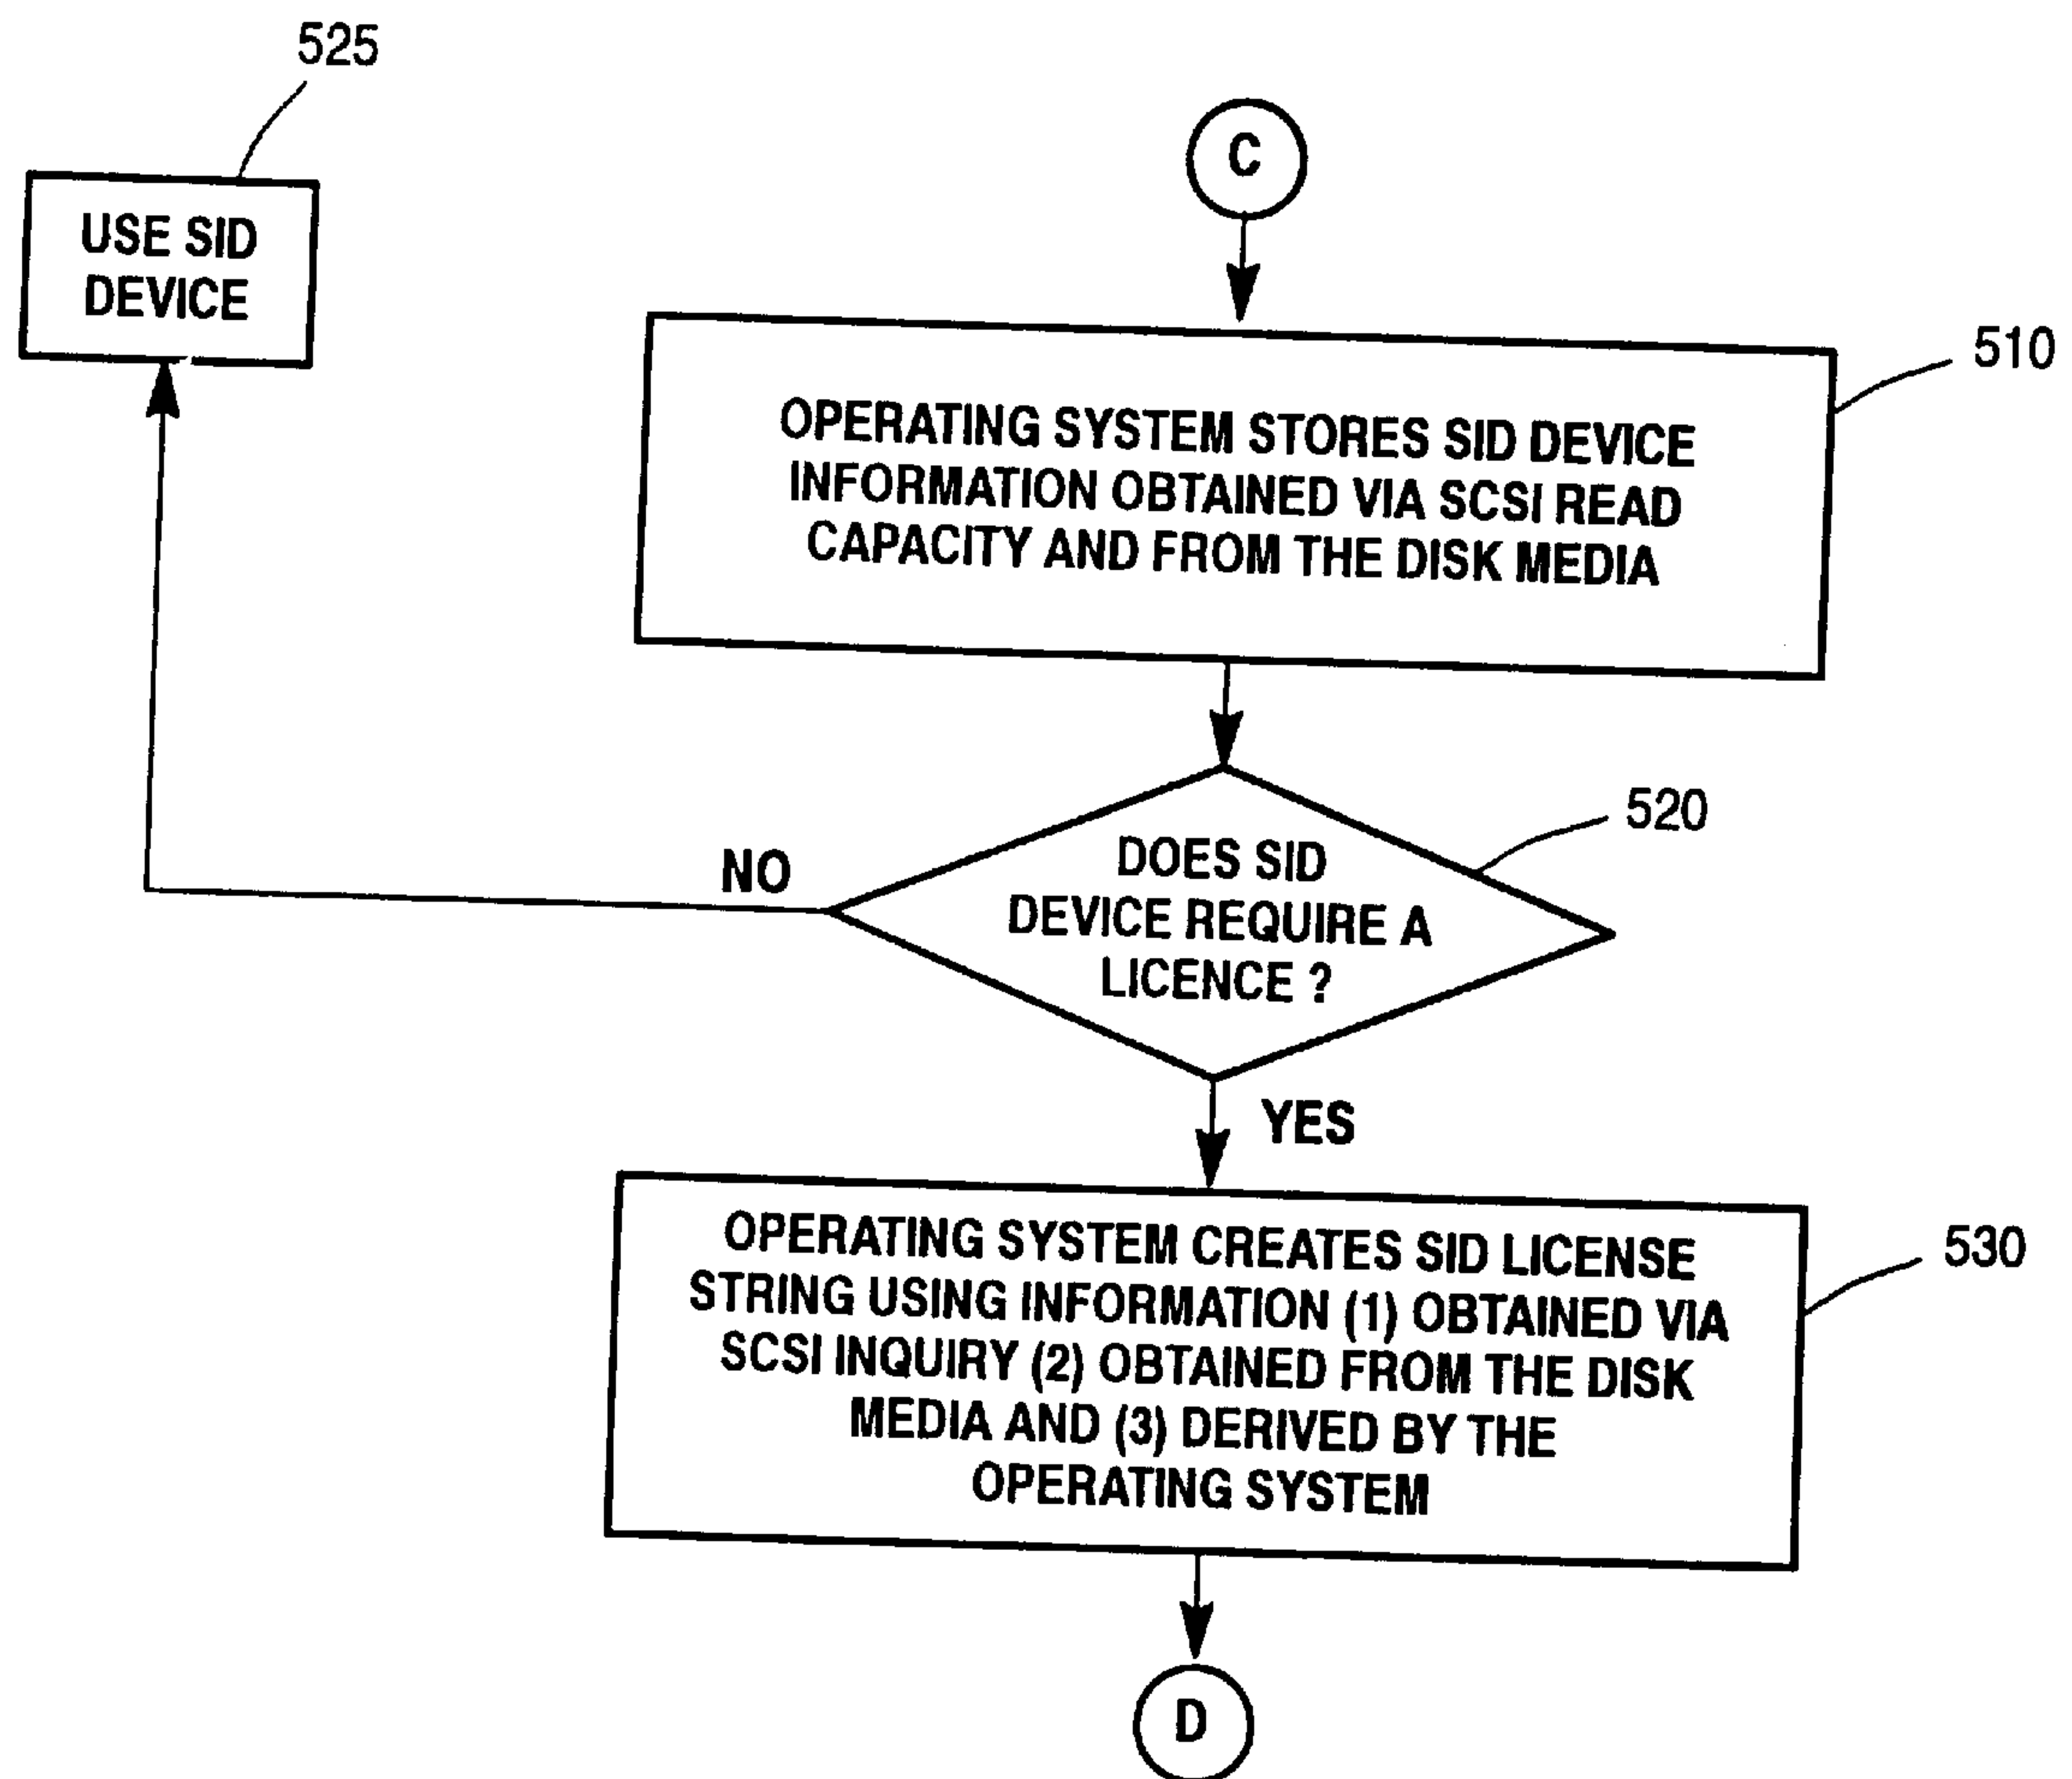 525
C
USE SID
DEVICE
510
OPERATING SYSTEM STORES SID DEVICE
INFORMATION OBTAINED VIA SCSI READ
CAPACITY AND FROM THE DISK MEDIA
520
NO
DOES SID
DEVICE REQUIRE A
LICENCE ?
YES
530
OPERATING SYSTEM CREATES SID LICENSE
STRING USING INFORMATION (1) OBTAINED VIA
SCSI INQUIRY (2) OBTAINED FROM THE DISK
MEDIA AND (3) DERIVED BY THE
OPERATING SYSTEM
D